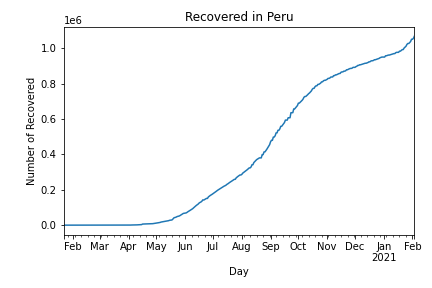 Recovered in Peru
1e6
1.0
0.8
0.6
0.4
0.2
0.0
Number of Recovered
Feb Mar Apr May Jun Jul Aug Sep Oct Nov Dec Jan Feb
2021
Day